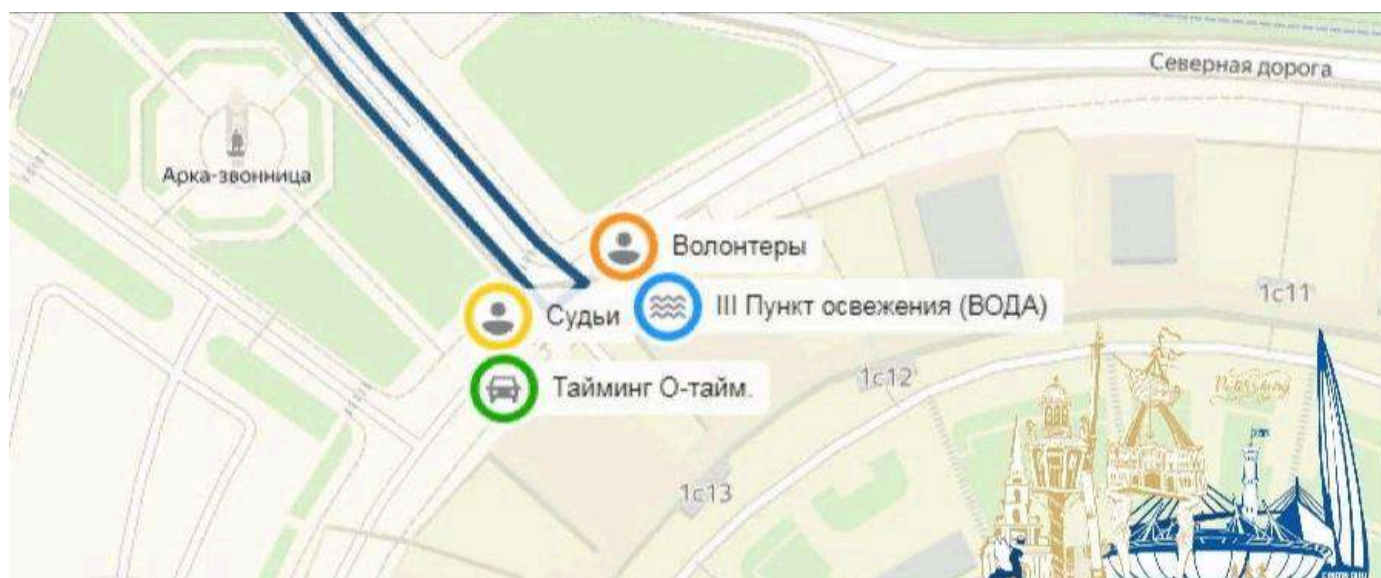 Северная дорога
Арка-звонница
Волонтеры
1с11
III Пункт освежения (ВОДА)
Судьи
1с12
Тайминг О-тайм.
1с13